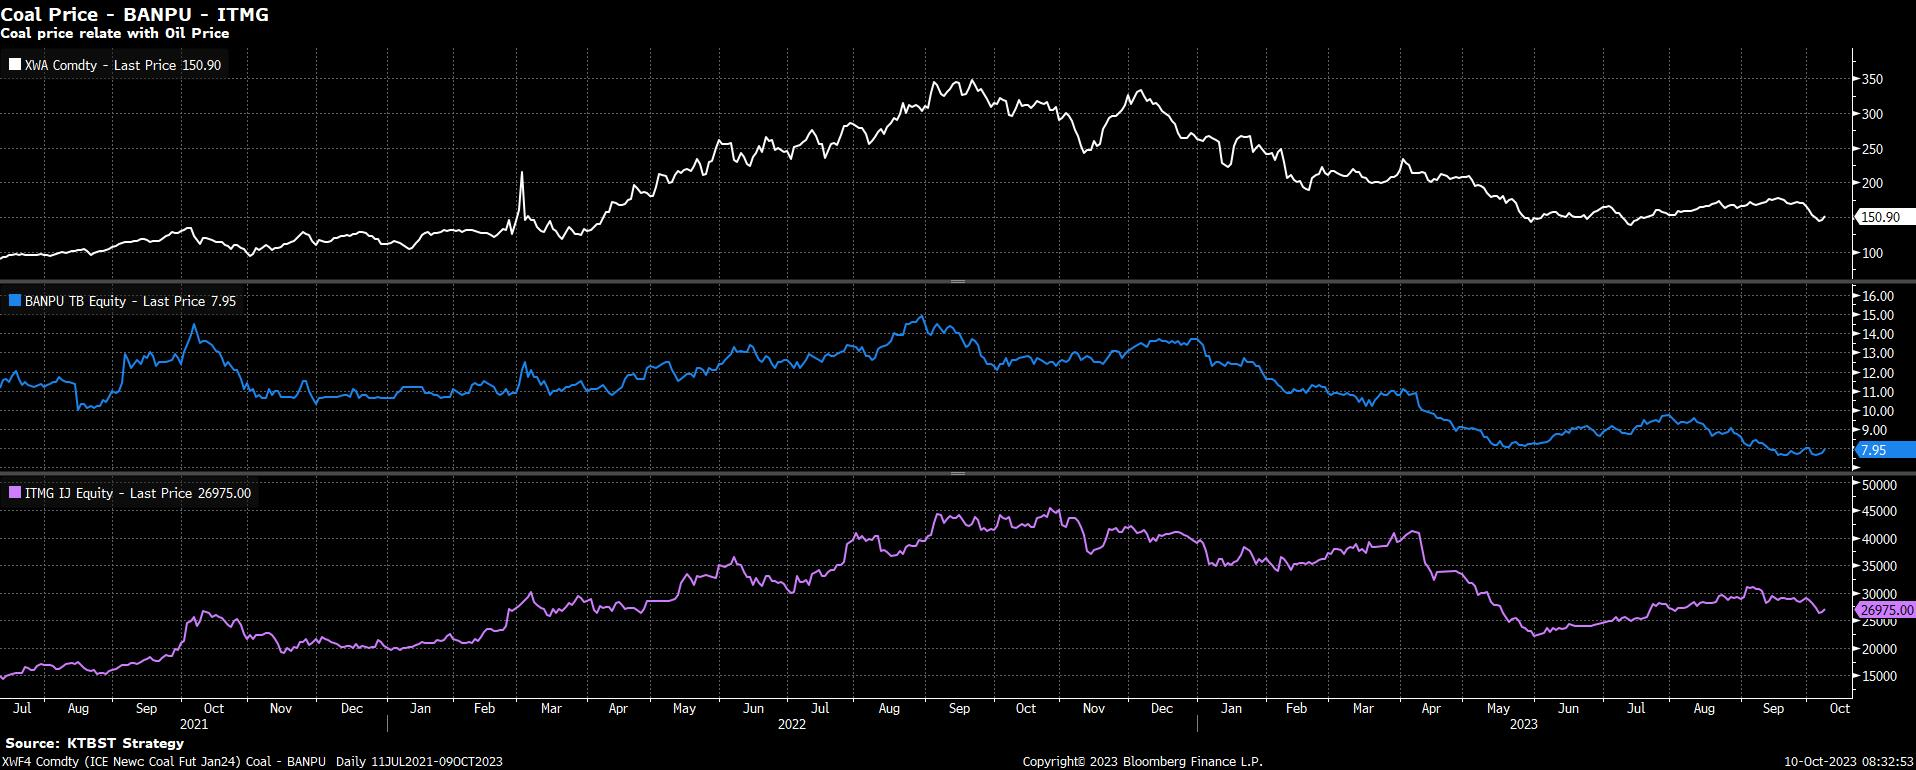 Coal Price - BANPU - ITMG
Coal price relate with Oil Price
XWA Comdty - Last Price 150.90
350
300
250
200
150.90
100
BANPU TB Equity - Last Price 7.95
16.00
15.00
14.00
13.00
12.00
11.00
10.00
9.00
7.95
ITMG IJ Equity - Last Price 26975.00
50000
45000
40000
35000
30000
26975.00
25000
20000
15000
Jul Aug Sep Oct Nov Dec Jan Feb Mar Apr May Jun Jul Aug Sep Oct Nov Dec Jan Feb Mar Apr May Jun Jul Aug Sep Oct
2021 2022 2023
Source: KTBST Strategy
XWF4 Comdty (ICE Newc Coal Fut Jan24) Coal - BANPU Daily 11JUL2021-09OCT2023 Copyright© 2023 Bloomberg Finance L.P. 10-Oct-2023 08:32:53